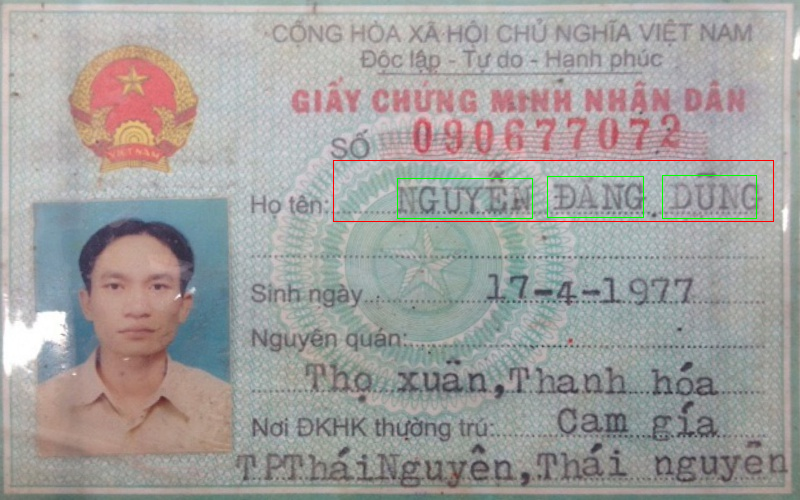 CỘNG HÒA XÃ HỘI CHỦ NGHĨA VIỆT NAM
Độc lập - Tự do - Hạnh phúc
GIẤY CHỨNG MINH NHÂN DÂN
SỐ 090677072
Họ tên: NGUYỄN ĐĂNG DŨNG
Sinh ngày 17-4-1977
Nguyên quán:
Thọ xuân, Thanh hóa
Nơi ĐKHK thường trú: Cam gía
TPTháiNguyên, Thái nguyên
VIỆT NAM